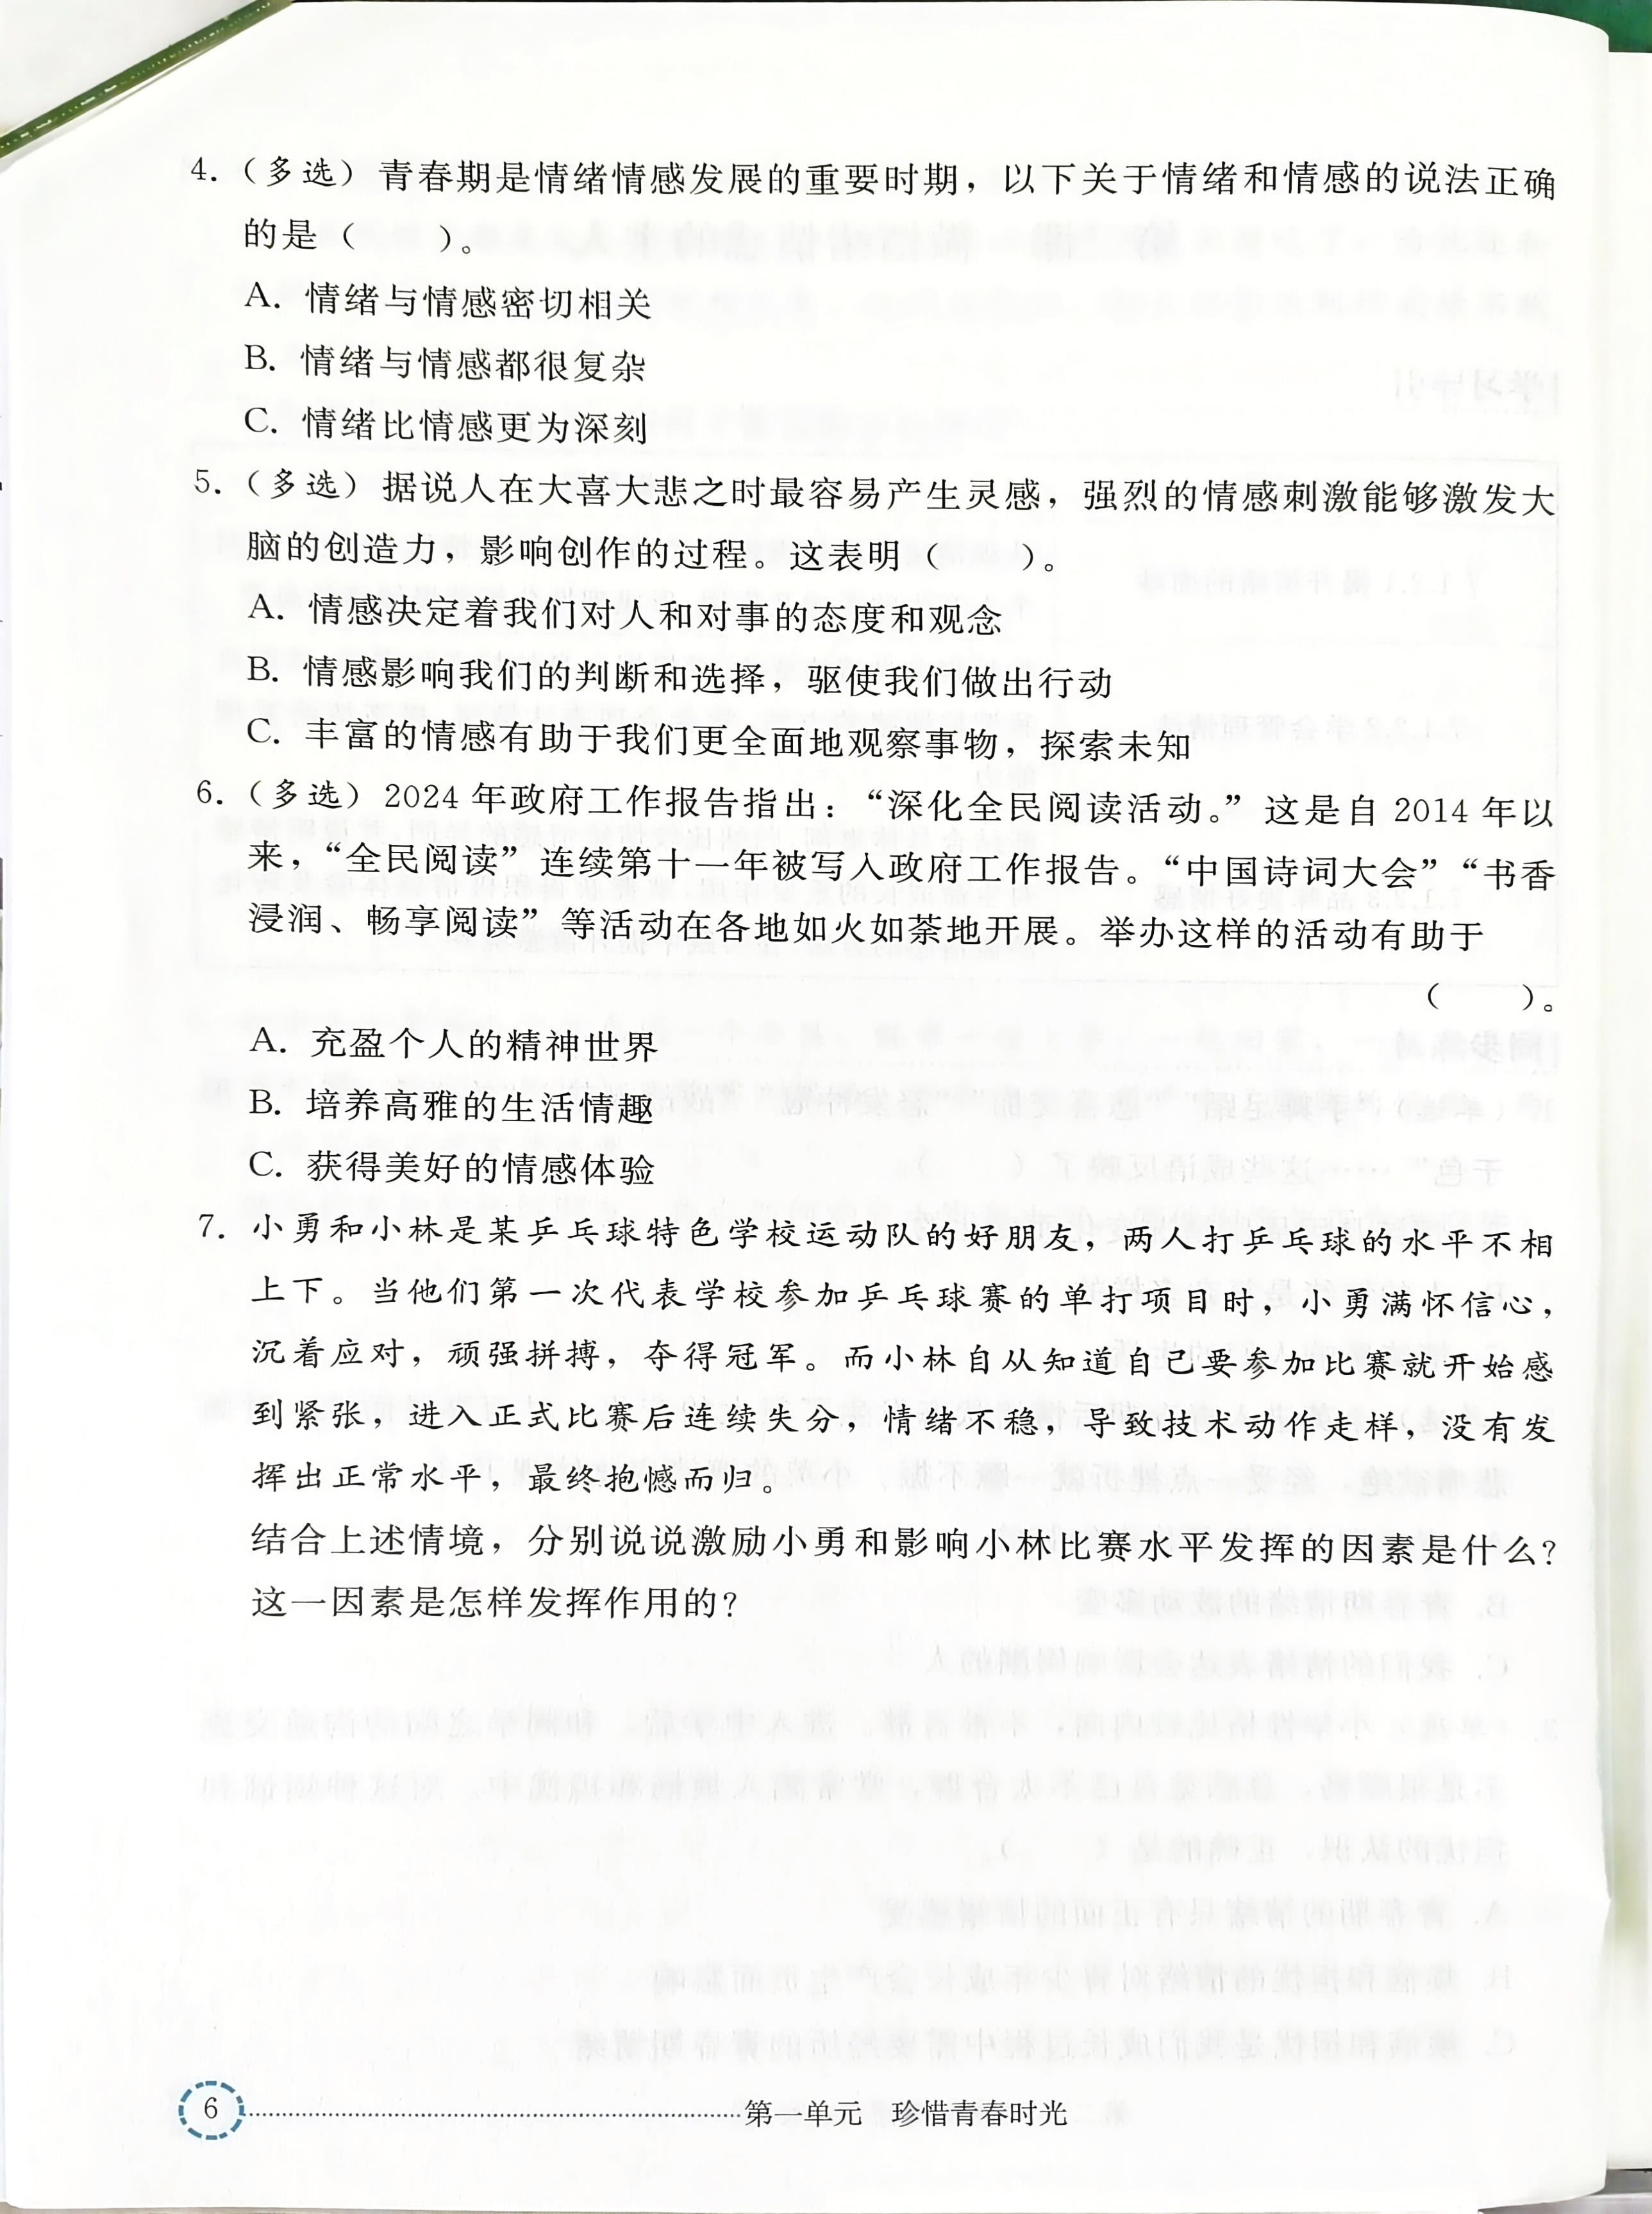 4. （多选）青春期是情绪情感发展的重要时期，以下关于情绪和情感的说法正确
的是（　　）。
A. 情绪与情感密切相关
B. 情绪与情感都很复杂
C. 情绪比情感更为深刻
5. （多选）据说人在大喜大悲之时最容易产生灵感，强烈的情感刺激能够激发大
脑的创造力，影响创作的过程。这表明（　　）。
A. 情感决定着我们对人和对事的态度和观念
B. 情感影响我们的判断和选择，驱使我们做出行动
C. 丰富的情感有助于我们更全面地观察事物，探索未知
6. （多选）2024 年政府工作报告指出：“深化全民阅读活动。”这是自 2014 年以
来，“全民阅读”连续第十一年被写入政府工作报告。“中国诗词大会”“书香
浸润、畅享阅读”等活动在各地如火如荼地开展。举办这样的活动有助于
（　　）。
A. 充盈个人的精神世界
B. 培养高雅的生活情趣
C. 获得美好的情感体验
7. 小勇和小林是某乒乓球特色学校运动队的好朋友，两人打乒乓球的水平不相
上下。当他们第一次代表学校参加乒乓球赛的单打项目时，小勇满怀信心，
沉着应对，顽强拼搏，夺得冠军。而小林自从知道自己要参加比赛就开始感
到紧张，进入正式比赛后连续失分，情绪不稳，导致技术动作走样，没有发
挥出正常水平，最终抱憾而归。
结合上述情境，分别说说激励小勇和影响小林比赛水平发挥的因素是什么？
这一因素是怎样发挥作用的？
6 第一单元　珍惜青春时光